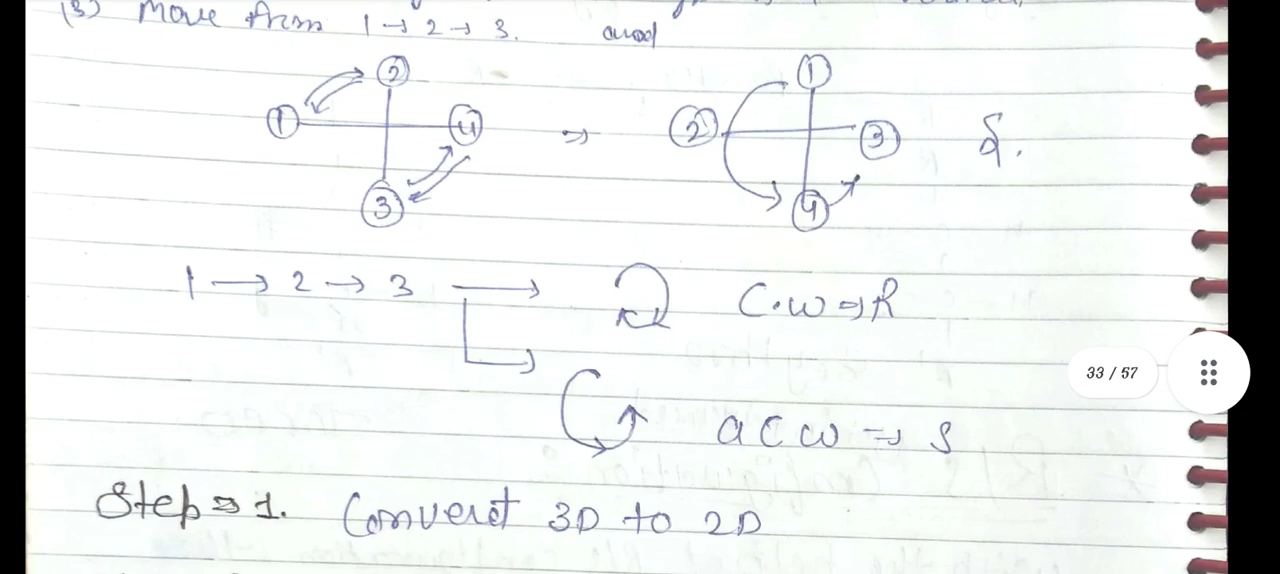 (3) Move from 1 → 2 → 3. and
② ①
① ④ ⇒ ② ③ S.
③ ④
1 → 2 → 3 → C.W ⇒ R
33 / 57
a C W ⇒ S
Step ⇒ 1. Convert 3D to 2D